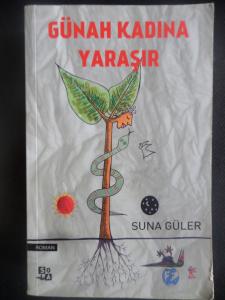 GÜNAH KADINA
YARAŞIR
SUNA GÜLER
ROMAN